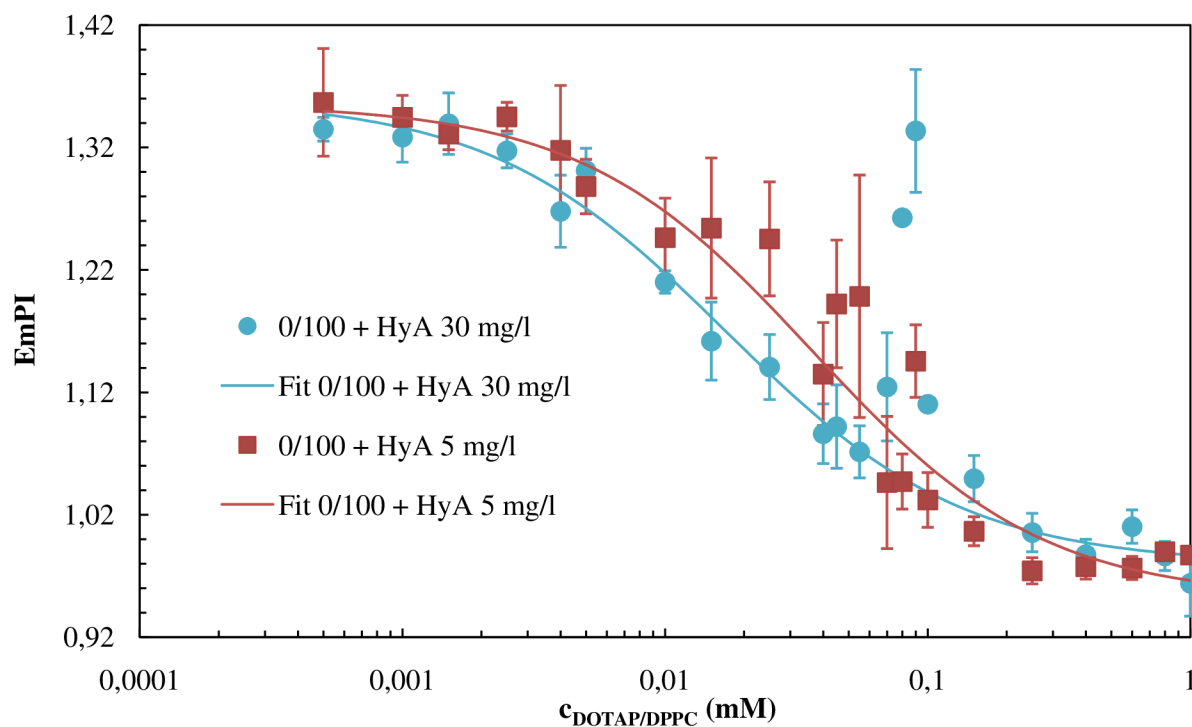 1,42
1,32
1,22
1,12
1,02
0,92
EmPI
0/100 + HyA 30 mg/l
Fit 0/100 + HyA 30 mg/l
0/100 + HyA 5 mg/l
Fit 0/100 + HyA 5 mg/l
0,0001 0,001 0,01 0,1 1
cDOTAP/DPPC (mM)